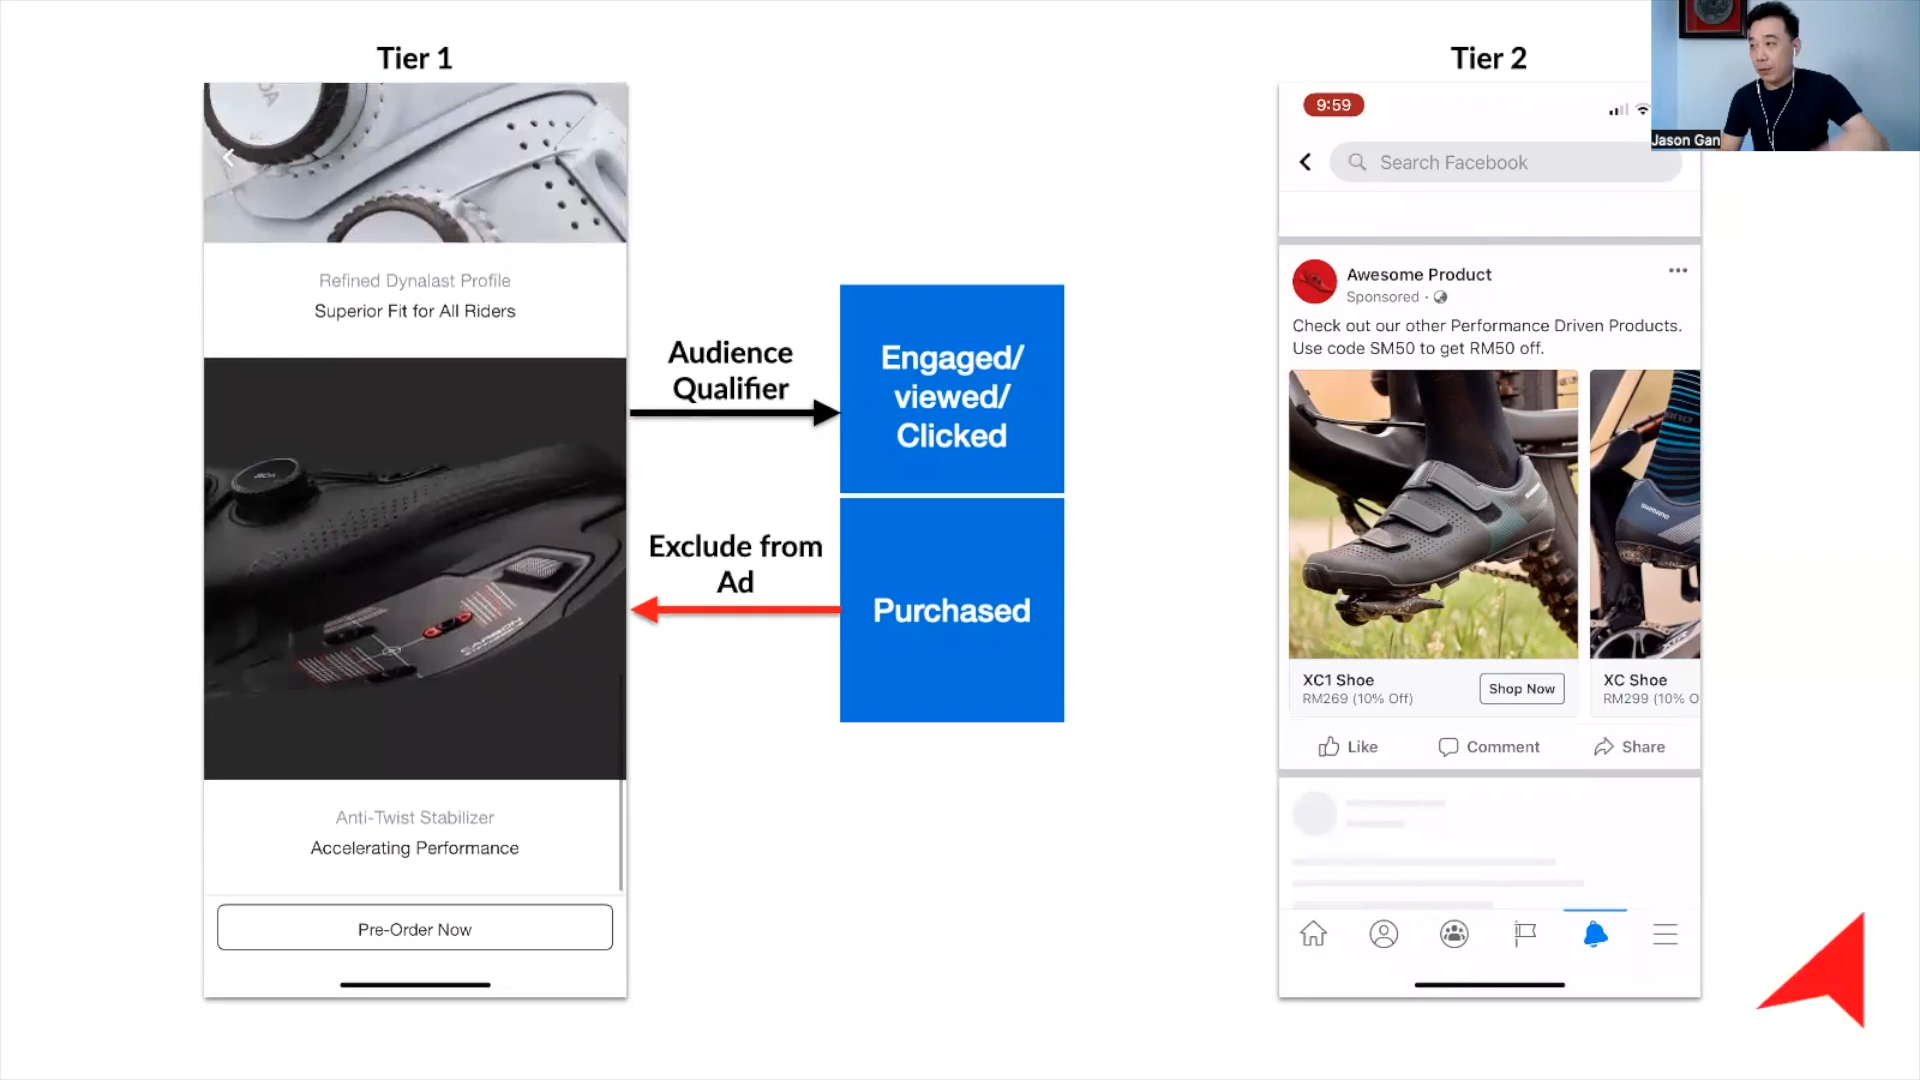 Tier 1
Refined Dynalast Profile
Superior Fit for All Riders
Anti-Twist Stabilizer
Accelerating Performance
Pre-Order Now
Audience
Qualifier
Engaged/
viewed/
Clicked
Exclude from
Ad
Purchased
Tier 2
9:59
Search Facebook
Awesome Product
Sponsored ·
Check out our other Performance Driven Products.
Use code SM50 to get RM50 off.
SHIMANO
XC1 Shoe
RM269 (10% Off)
Shop Now
XC Shoe
RM299 (10% O
Like
Comment
Share
Jason Gan